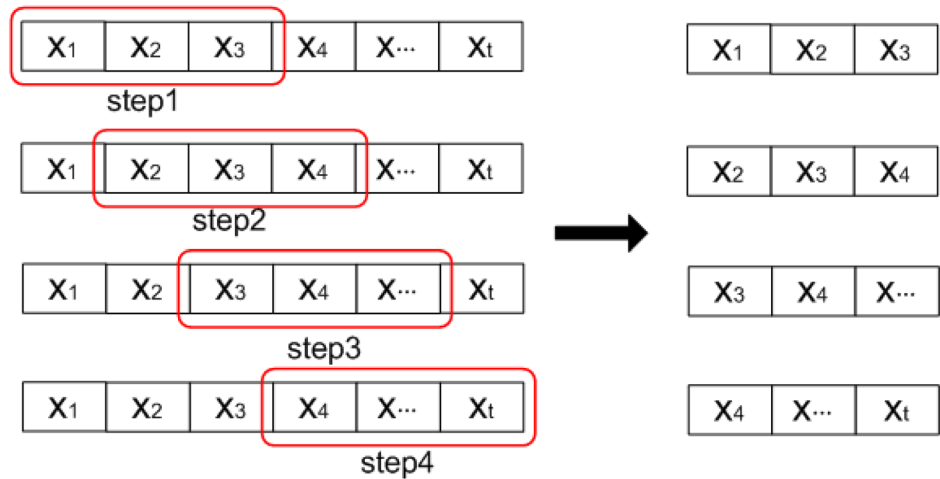 X1 X2 X3 X4 X... Xt
step1
X1 X2 X3 X4 X... Xt
step2
X1 X2 X3 X4 X... Xt
step3
X1 X2 X3 X4 X... Xt
step4
X1 X2 X3
X2 X3 X4
X3 X4 X...
X4 X... Xt